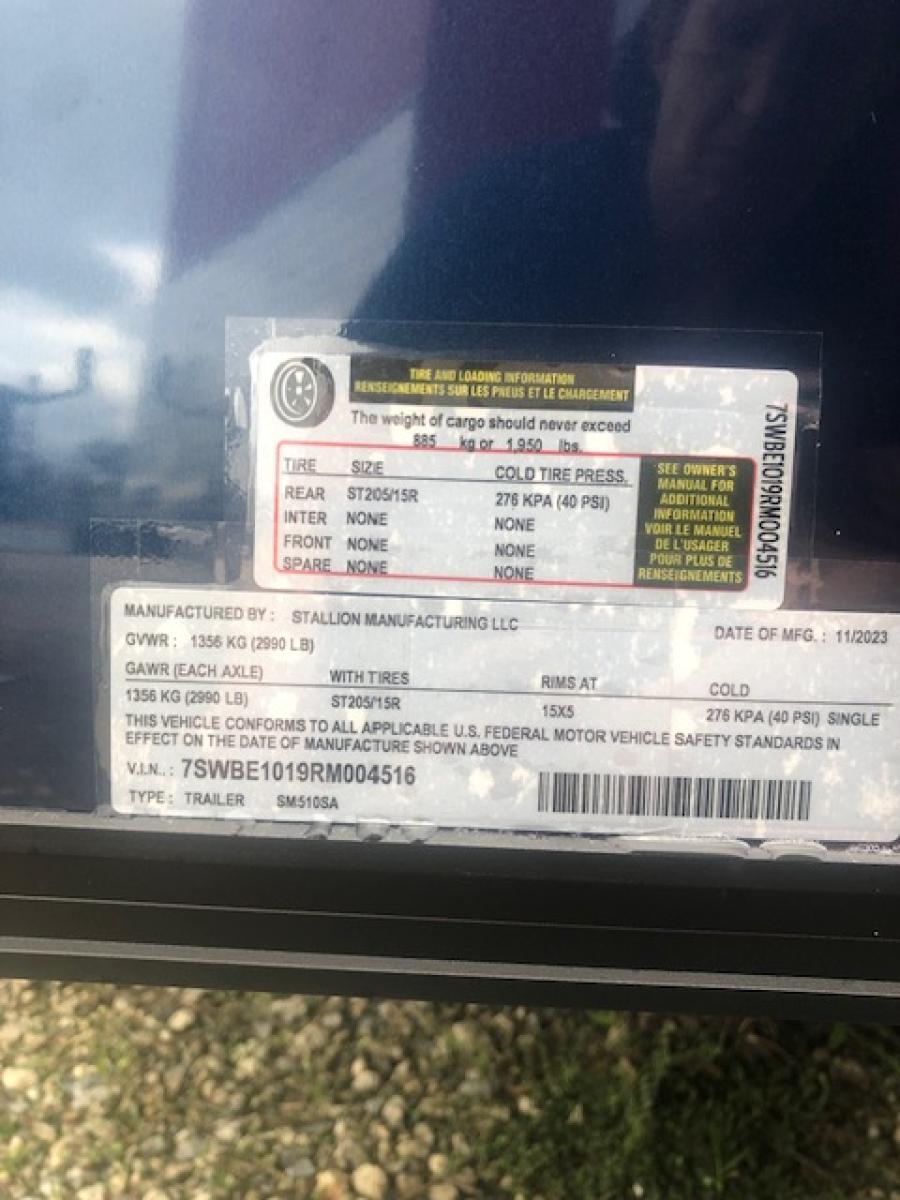 TIRE AND LOADING INFORMATION
RENSEIGNEMENTS SUR LES PNEUS ET LE CHARGEMENT
The weight of cargo should never exceed
885 kg or 1,950 lbs.
TIRE SIZE COLD TIRE PRESS.
REAR ST205/15R 276 KPA (40 PSI)
INTER NONE NONE
FRONT NONE NONE
SPARE NONE NONE
SEE OWNER'S
MANUAL FOR
ADDITIONAL
INFORMATION
VOIR LE MANUEL
DE L'USAGER
POUR PLUS DE
RENSEIGNEMENTS
7SWBE1019RM004516
MANUFACTURED BY : STALLION MANUFACTURING LLC
GVWR : 1356 KG (2990 LB) DATE OF MFG. : 11/2023
GAWR (EACH AXLE) WITH TIRES RIMS AT COLD
1356 KG (2990 LB) ST205/15R 15X5 276 KPA (40 PSI) SINGLE
THIS VEHICLE CONFORMS TO ALL APPLICABLE U.S. FEDERAL MOTOR VEHICLE SAFETY STANDARDS IN
EFFECT ON THE DATE OF MANUFACTURE SHOWN ABOVE
V.I.N.. : 7SWBE1019RM004516
TYPE : TRAILER SM510SA